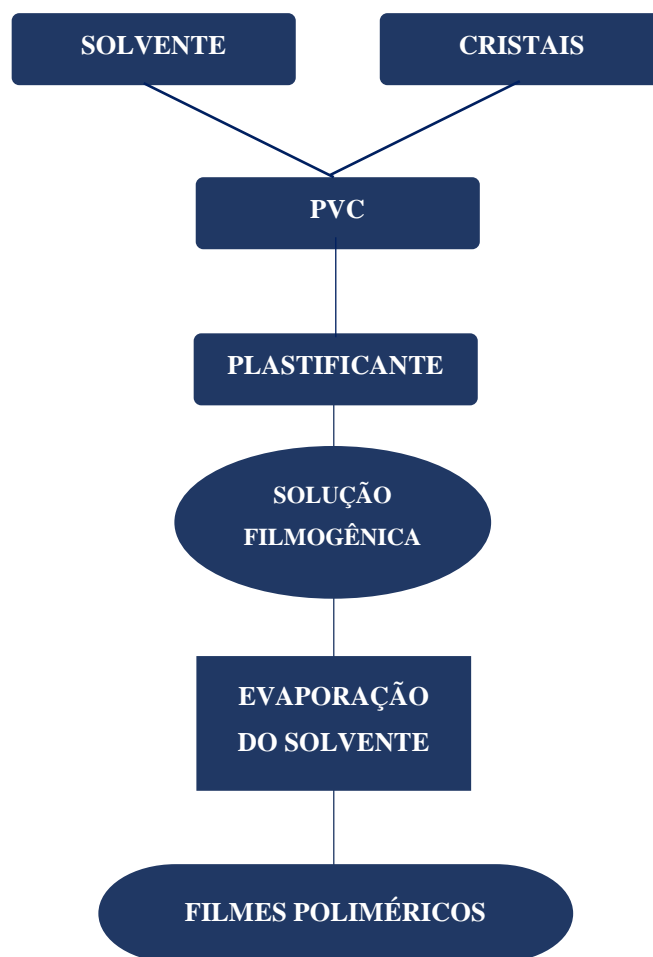 SOLVENTE
CRISTAIS
PVC
PLASTIFICANTE
SOLUÇÃO
FILMOGÊNICA
EVAPORAÇÃO
DO SOLVENTE
FILMES POLIMÉRICOS